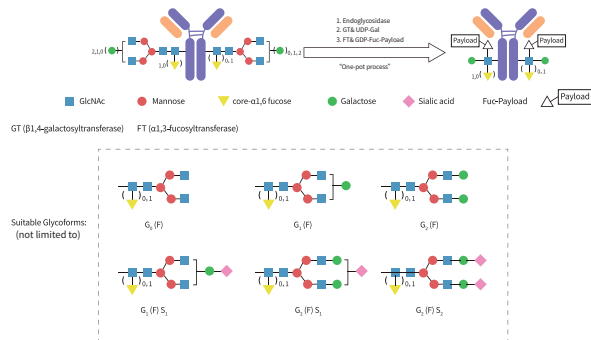 1. Endoglycosidase
2. GT& UDP-Gal
3. FT& GDP-Fuc-Payload
"One-pot process"
Payload
Payload
2,1,0
1,0
0,1
0,1,2
1,0
0,1
GlcNAc
Mannose
core-α1,6 fucose
Galactose
Sialic acid
Fuc-Payload
Payload
GT (β1,4-galactosyltransferase)
FT (α1,3-fucosyltransferase)
Suitable Glycoforms:
(not limited to)
( )0, 1
( )0, 1
( )0, 1
G₀ (F)
G₁ (F)
G₂ (F)
( )0, 1
( )0, 1
( )0, 1
G₁ (F) S₁
G₂ (F) S₁
G₂ (F) S₂